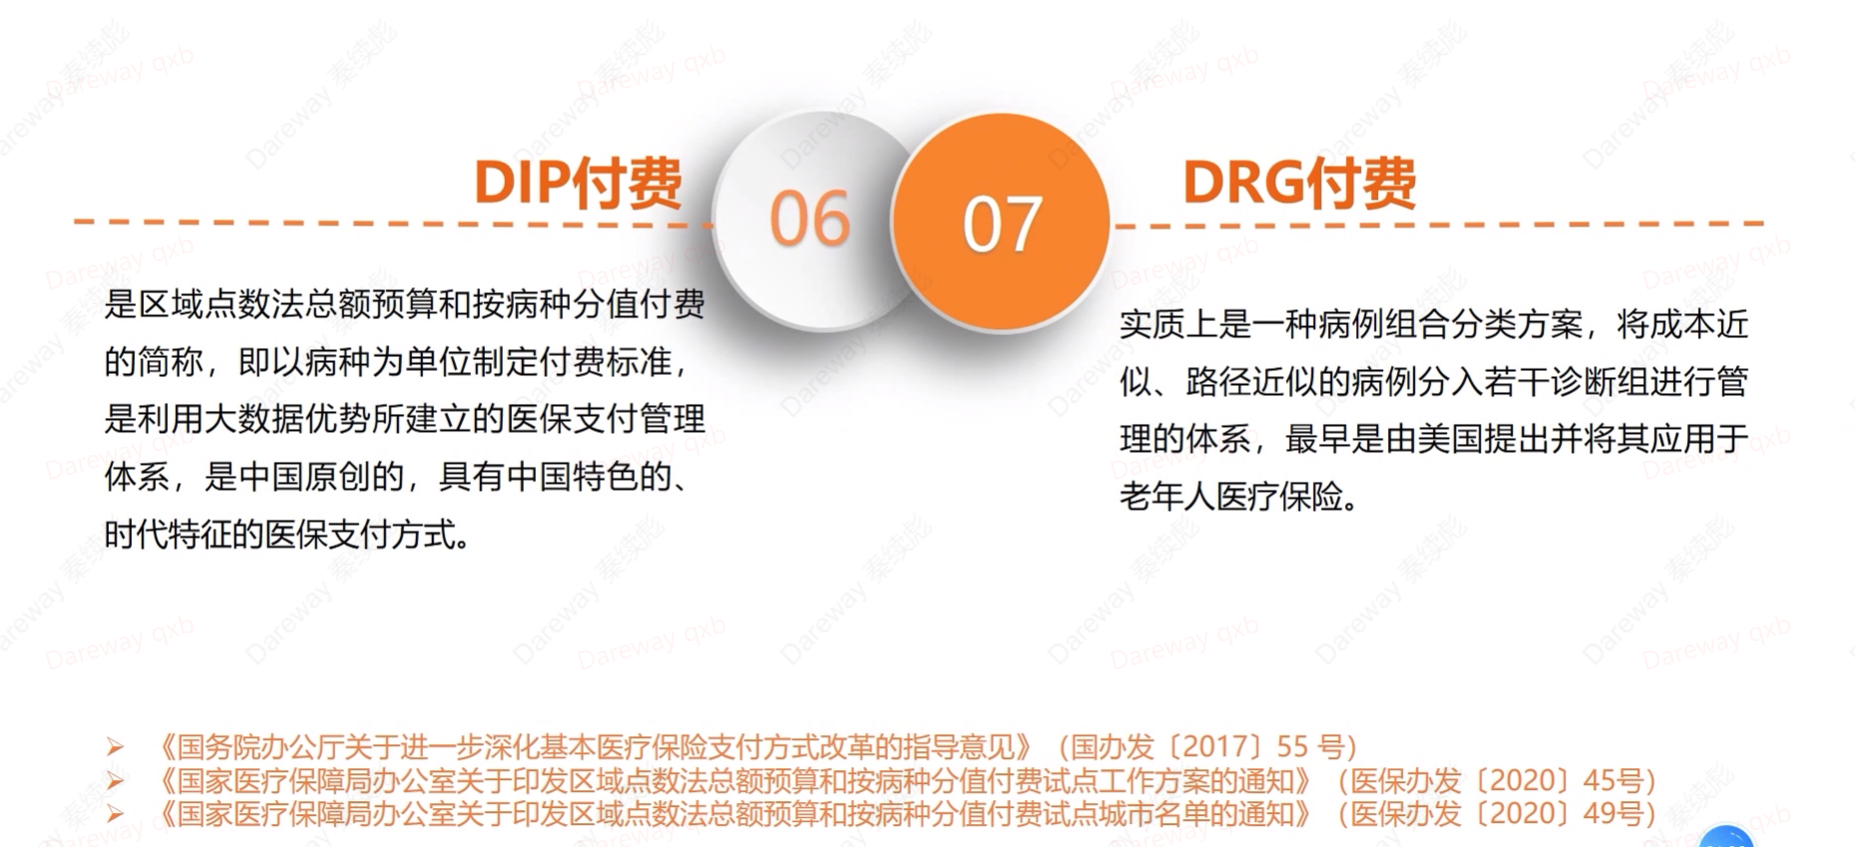 DIP付费
06
是区域点数法总额预算和按病种分值付费
的简称，即以病种为单位制定付费标准，
是利用大数据优势所建立的医保支付管理
体系，是中国原创的，具有中国特色的、
时代特征的医保支付方式。
07
DRG付费
实质上是一种病例组合分类方案，将成本近
似、路径近似的病例分入若干诊断组进行管
理的体系，最早是由美国提出并将其应用于
老年人医疗保险。
《国务院办公厅关于进一步深化基本医疗保险支付方式改革的指导意见》（国办发〔2017〕55 号）
《国家医疗保障局办公室关于印发区域点数法总额预算和按病种分值付费试点工作方案的通知》（医保办发〔2020〕45号）
《国家医疗保障局办公室关于印发区域点数法总额预算和按病种分值付费试点城市名单的通知》（医保办发〔2020〕49号）
Dareway qxb
Dareway 秦续彪